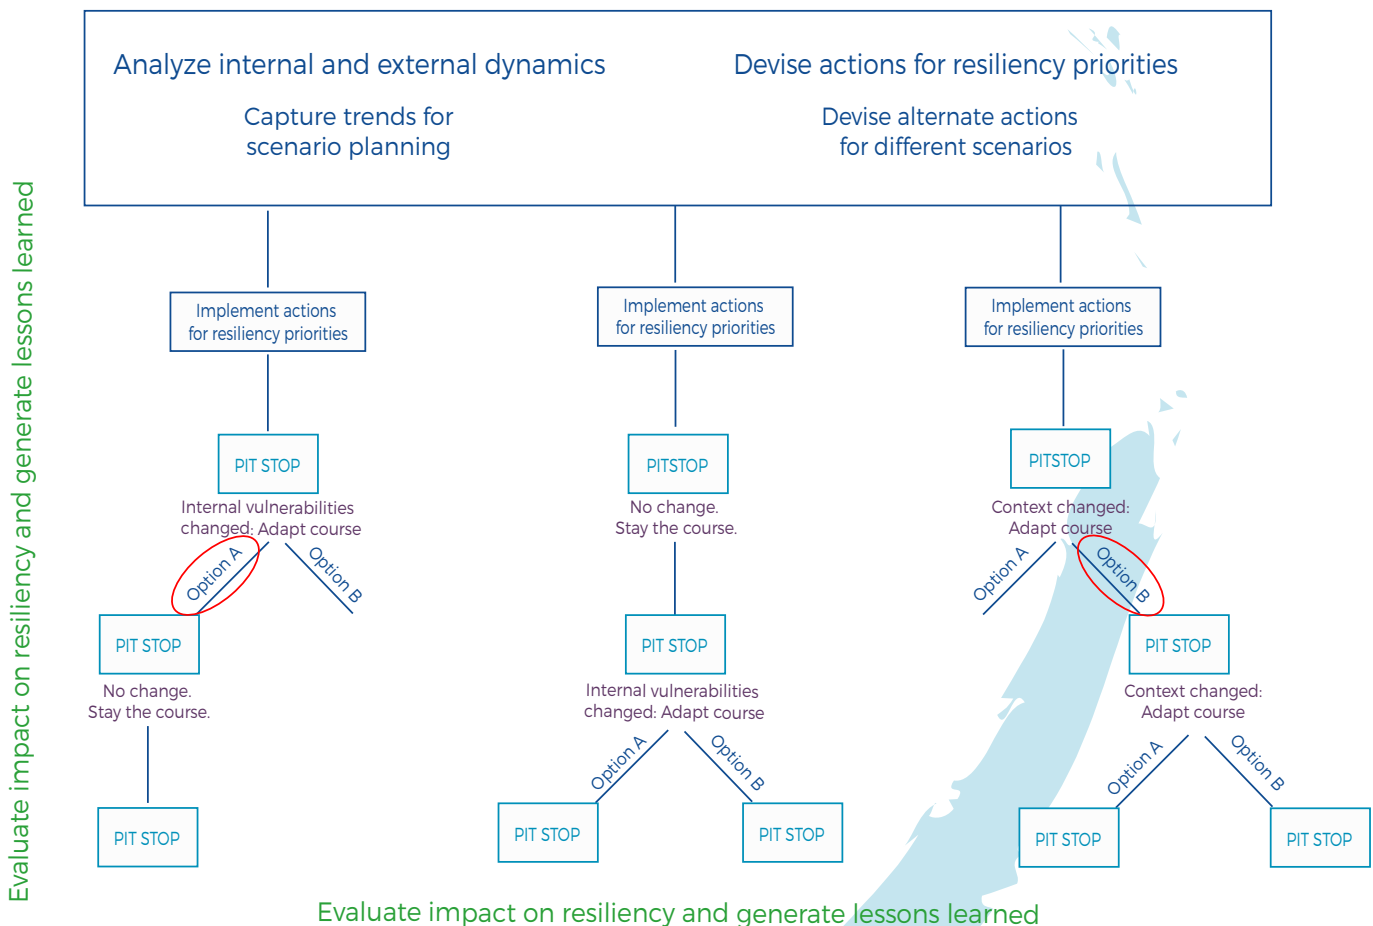 Analyze internal and external dynamics
Capture trends for
scenario planning
Devise actions for resiliency priorities
Devise alternate actions
for different scenarios
Evaluate impact on resiliency and generate lessons learned
Implement actions
for resiliency priorities
Implement actions
for resiliency priorities
Implement actions
for resiliency priorities
PIT STOP
PITSTOP
PITSTOP
Internal vulnerabilities
changed: Adapt course
No change.
Stay the course.
Context changed:
Adapt course
Option A
Option B
Option A
Option B
PIT STOP
PIT STOP
PIT STOP
No change.
Stay the course.
Internal vulnerabilities
changed: Adapt course
Context changed:
Adapt course
Option A
Option B
Option A
Option B
PIT STOP
PIT STOP
PIT STOP
PIT STOP
PIT STOP
Evaluate impact on resiliency and generate lessons learned